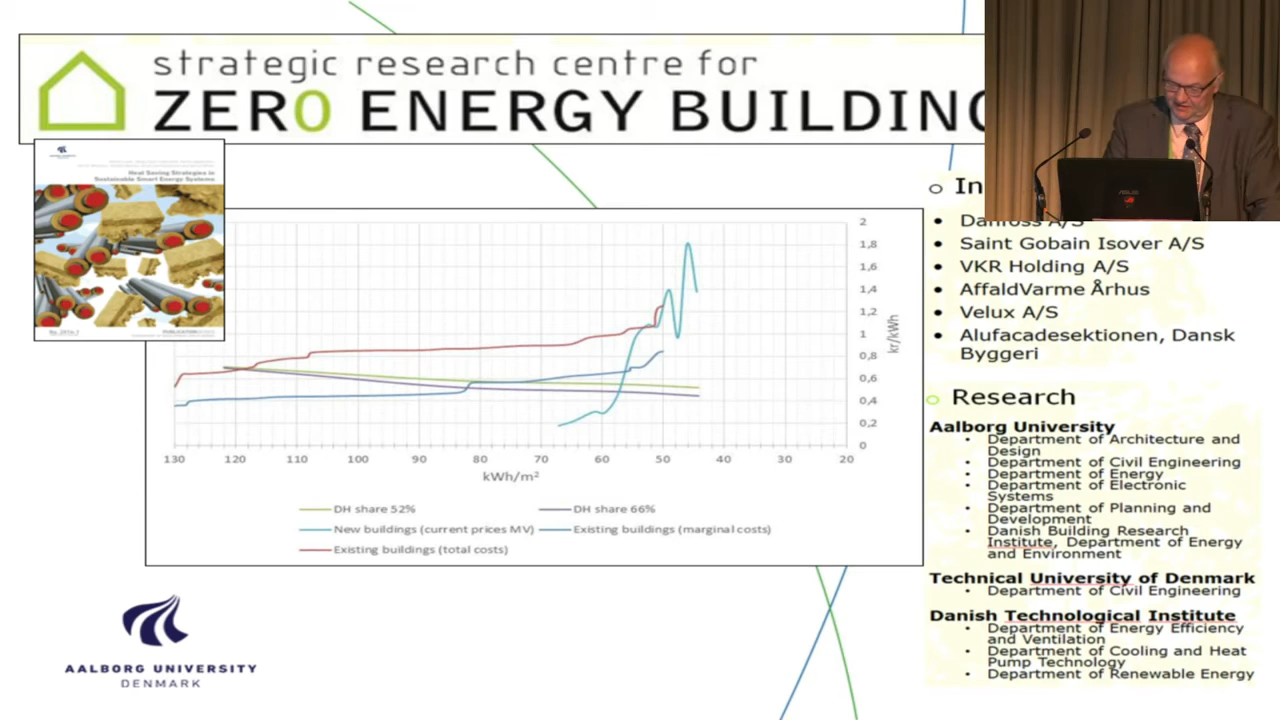 strategic research centre for
ZERO ENERGY BUILDING
Heat Saving Strategies in
Sustainable Smart Energy Systems
2
1,8
1,6
1,4
1,2
1
0,8
0,6
0,4
0,2
0
kr/kWh
130 120 110 100 90 80 70 60 50 40 30 20
kWh/m²
DH share 52% DH share 66%
New buildings (current prices MV) Existing buildings (marginal costs)
Existing buildings (total costs)
AALBORG UNIVERSITY
DENMARK
ASUS
In
• Danfoss A/S
• Saint Gobain Isover A/S
• VKR Holding A/S
• AffaldVarme Århus
• Velux A/S
• Alufacadesektionen, Dansk
Byggeri
Research
Aalborg University
• Department of Architecture and
Design
• Department of Civil Engineering
• Department of Energy
• Department of Electronic
Systems
• Department of Planning and
Development
• Danish Building Research
Institute, Department of Energy
and Environment
Technical University of Denmark
• Department of Civil Engineering
Danish Technological Institute
• Department of Energy Efficiency
and Ventilation
• Department of Cooling and Heat
Pump Technology
• Department of Renewable Energy